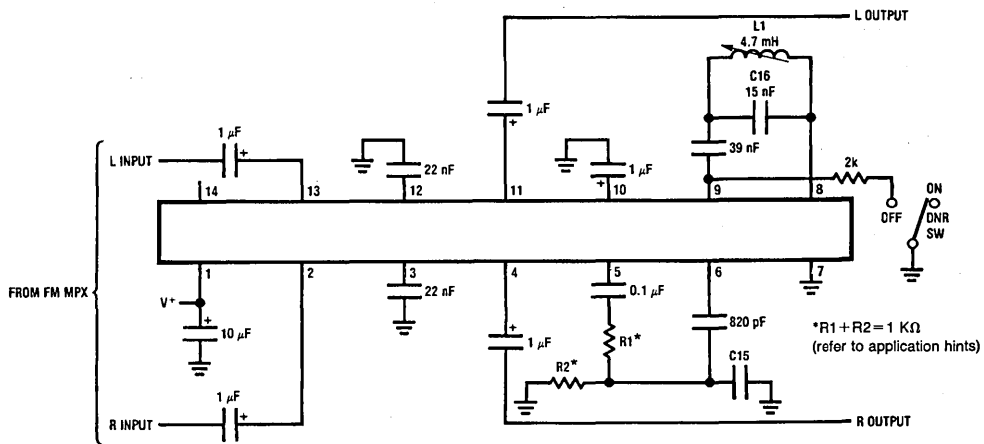 L OUTPUT
L1
4.7 mH
C16
15 nF
1 μF
1 μF
39 nF
22 nF
1 μF
2k
L INPUT
14
13
12
11
10
9
8
OFF
ON
DNR
SW
FROM FM MPX
1
2
3
4
5
6
7
V+
10 μF
22 nF
1 μF
0.1 μF
820 pF
*R1+R2=1 KΩ
(refer to application hints)
R1*
R2*
C15
1 μF
R INPUT
R OUTPUT
+
+
+
+
+
+